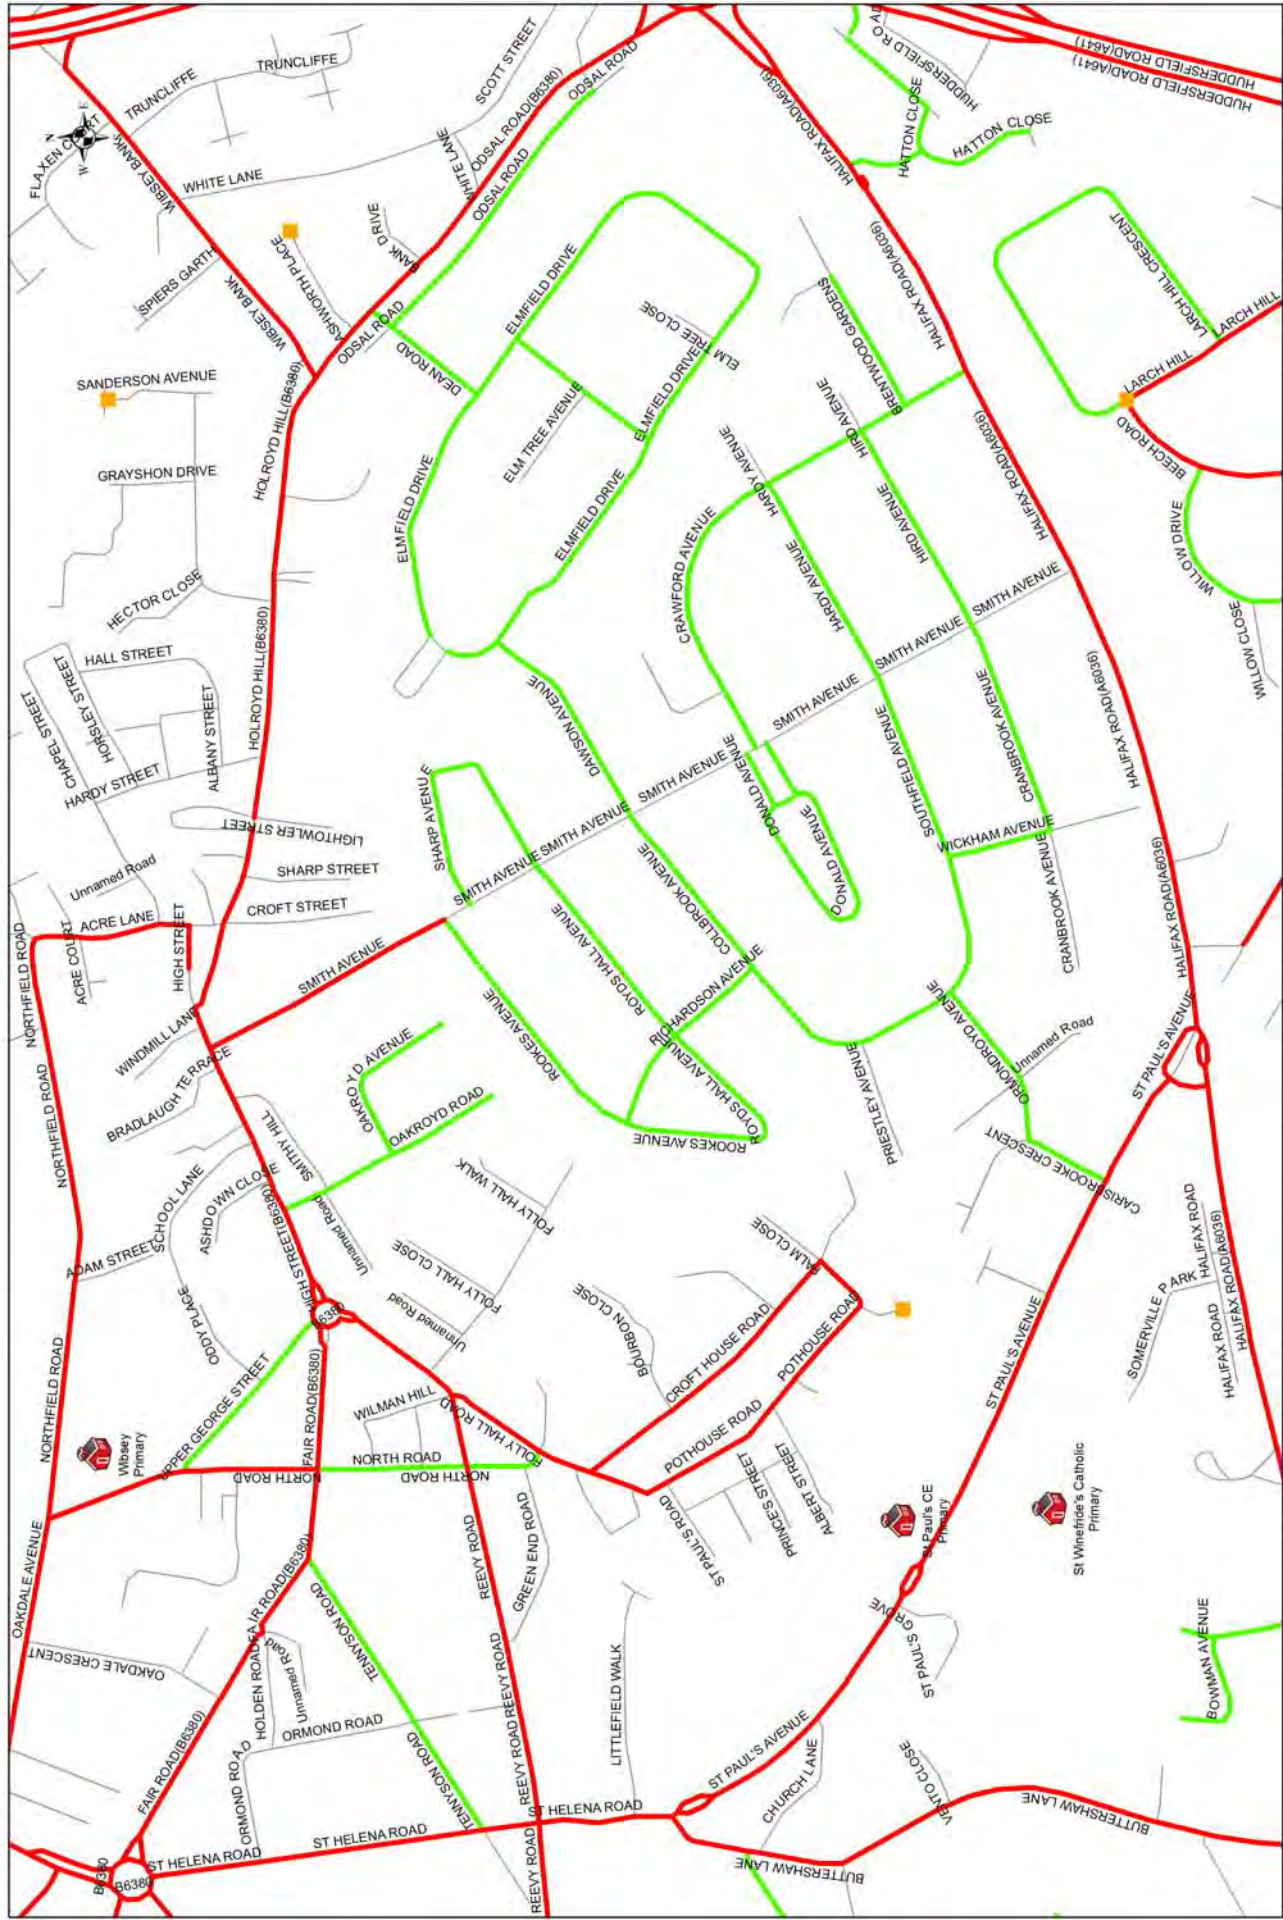 TRUNCLIFFE
TRUNCLIFFE
SCOTT STREET
ODSAL ROAD
FLAXEN COURT
N
E
W
S
WIBSEY BANK
WHITE LANE
WHITE LANE
ODSAL ROAD(B6380)
ODSAL ROAD
HALIFAX ROAD(A6036)
HUDDERSFIELD ROAD
HUDDERSFIELD ROAD(A641)
HUDDERSFIELD ROAD(A641)
HATTON CLOSE
HATTON CLOSE
SPIERS GARTH
WIBSEY BANK
ASHWORTH PLACE
BANK DRIVE
ODSAL ROAD
DEAN ROAD
ELMFIELD DRIVE
ELM TREE CLOSE
ELMFIELD DRIVE
BRENTWOOD GARDENS
HALIFAX ROAD(A6036)
LARCH HILL CRESCENT
LARCH HILL
LARCH HILL
SANDERSON AVENUE
HOLROYD HILL(B6380)
GRAYSHON DRIVE
ELMFIELD DRIVE
ELM TREE AVENUE
ELMFIELD DRIVE
HARDY AVENUE
HIRD AVENUE
HALIFAX ROAD(A6036)
BEECH ROAD
WILLOW DRIVE
WILLOW CLOSE
HECTOR CLOSE
CRAWFORD AVENUE
HARDY AVENUE
HIRD AVENUE
SMITH AVENUE
SMITH AVENUE
SMITH AVENUE
HALL STREET
HORSLEY STREET
CHAPEL STREET
HARDY STREET
ALBANY STREET
HOLROYD HILL(B6380)
DAWSON AVENUE
SMITH AVENUE
DONALD AVENUE
DONALD AVENUE
DONALD AVENUE
SOUTHFIELD AVENUE
CRANBROOK AVENUE
HALIFAX ROAD(A6036)
LIGHTOWLER STREET
SHARP STREET
CROFT STREET
SHARP AVENUE
SMITH AVENUE
SMITH AVENUE
COLLBROOK AVENUE
WICKHAM AVENUE
CRANBROOK AVENUE
HALIFAX ROAD(A6036)
Unnamed Road
ACRE LANE
ACRE COURT
HIGH STREET
NORTHFIELD ROAD
SMITH AVENUE
ROOKES AVENUE
ROYDS HALL AVENUE
RICHARDSON AVENUE
ORMONDROYD AVENUE
Unnamed Road
ST PAUL'S AVENUE
WINDMILL LANE
BRADLAUGH TERRACE
OAKROYD AVENUE
OAKROYD ROAD
ROYDS HALL AVENUE
ROOKES AVENUE
PRIESTLEY AVENUE
CARISBROOKE CRESCENT
NORTHFIELD ROAD
SCHOOL LANE
ASHDOWN CLOSE
SMITHY HILL
HIGH STREET(B6380)
Unnamed Road
ADAM STREET
ODDY PLACE
FOLLY HALL WALK
FOLLY HALL CLOSE
Unnamed Road
PALM CLOSE
HALIFAX ROAD
HALIFAX ROAD(A6036)
SOMERVILLE PARK
HALIFAX ROAD
B6380
BOURBON CLOSE
CROFT HOUSE ROAD
POTHOUSE ROAD
ST PAUL'S AVENUE
NORTHFIELD ROAD
UPPER GEORGE STREET
FAIR ROAD(B6380)
WILMAN HILL
FOLLY HALL ROAD
POTHOUSE ROAD
Wibsey
Primary
NORTH ROAD
NORTH ROAD
NORTH ROAD
NORTH ROAD
FOLLY
ST PAUL'S ROAD
PRINCE'S STREET
ALBERT STREET
St Paul's CE
Primary
St Winefride's Catholic
Primary
OAKDALE AVENUE
FAIR ROAD(B6380)
TENNYSON ROAD
REEVY ROAD
GREEN END ROAD
OAKDALE CRESCENT
HOLDEN ROAD
Unnamed Road
ORMOND ROAD
REEVY ROAD
LITTLEFIELD WALK
ST PAUL'S GROVE
BOWMAN AVENUE
FAIR ROAD(B6380)
ORMOND ROAD
TENNYSON ROAD
REEVY ROAD
ST PAUL'S AVENUE
CHURCH LANE
VENTO CLOSE
BUTTERSHAW LANE
B6380
B6380
ST HELENA ROAD
ST HELENA ROAD
ST HELENA ROAD
REEVY ROAD
BUTTERSHAW LANE